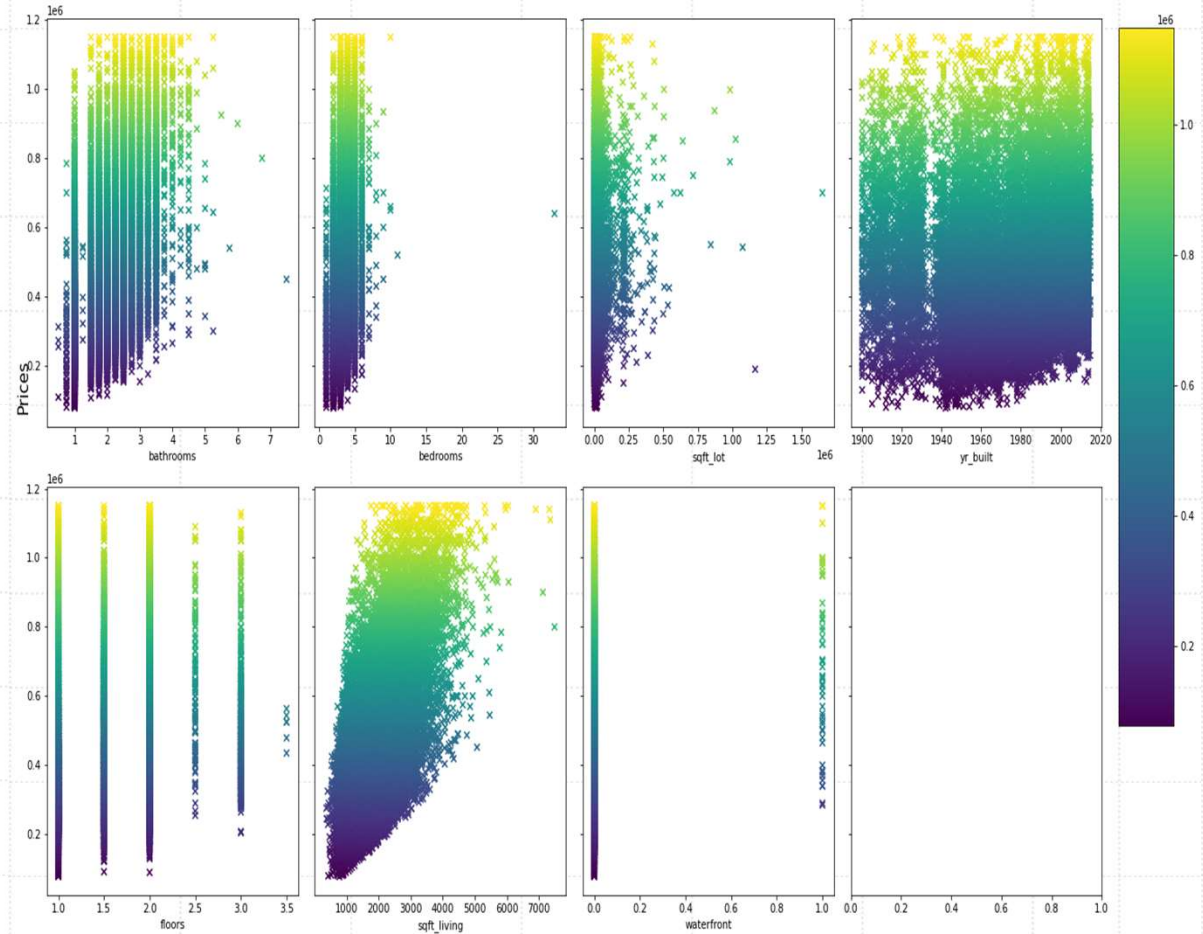 1e6
1.2
1.0
0.8
0.6
0.4
0.2
Prices
1 2 3 4 5 6 7
bathrooms
0 5 10 15 20 25 30
bedrooms
0.00 0.25 0.50 0.75 1.00 1.25 1.50
sqft_lot 1e6
1900 1920 1940 1960 1980 2000 2020
yr_built
1e6
1.2
1.0
0.8
0.6
0.4
0.2
1.0 1.5 2.0 2.5 3.0 3.5
floors
1000 2000 3000 4000 5000 6000 7000
sqft_living
0.0 0.2 0.4 0.6 0.8 1.0
waterfront
0.0 0.2 0.4 0.6 0.8 1.0
1e6
1.0
0.8
0.6
0.4
0.2